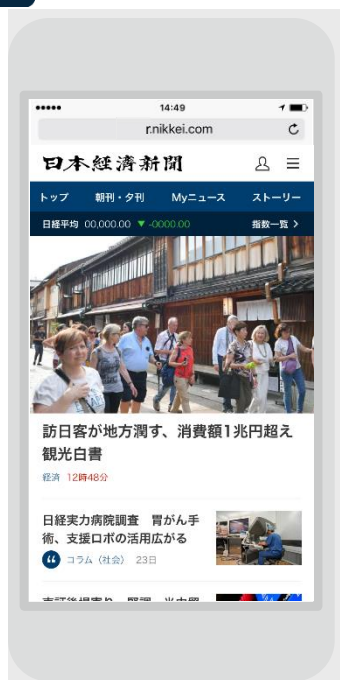 14:49
r.nikkei.com
日本経済新聞
トップ 朝刊・夕刊 Myニュース ストーリー
日経平均 00,000.00 ▼ -0000.00 指数一覧 >
訪日客が地方潤す、消費額1兆円超え
観光白書
経済 12時48分
日経実力病院調査 胃がん手
術、支援ロボの活用広がる
コラム（社会） 23日